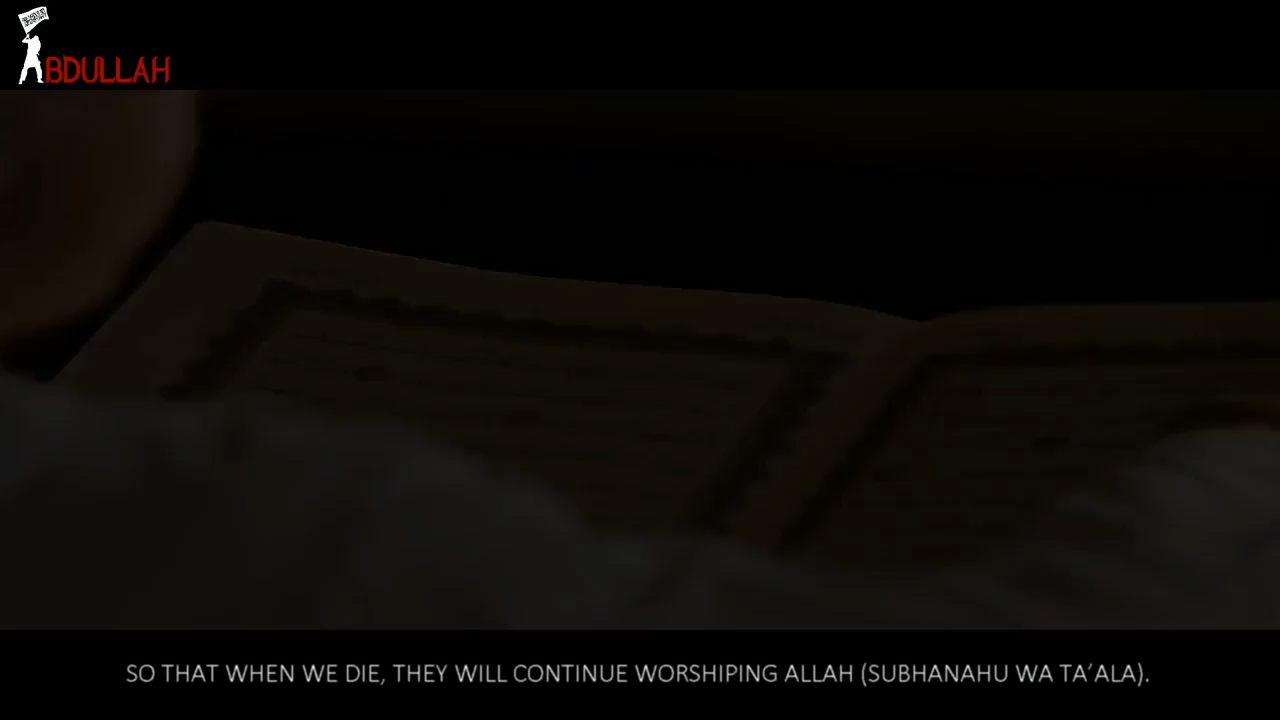 BDULLAH
SO THAT WHEN WE DIE, THEY WILL CONTINUE WORSHIPING ALLAH (SUBHANAHU WA TA’ALA).